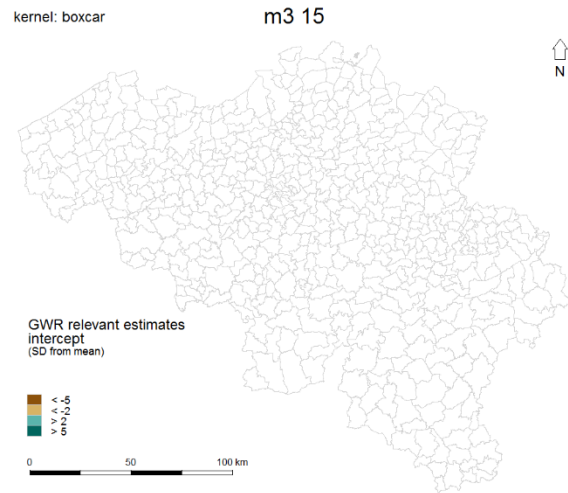 kernel: boxcar
m3 15
N
GWR relevant estimates
intercept
(SD from mean)
< -5
< -2
> 2
> 5
0 50 100 km